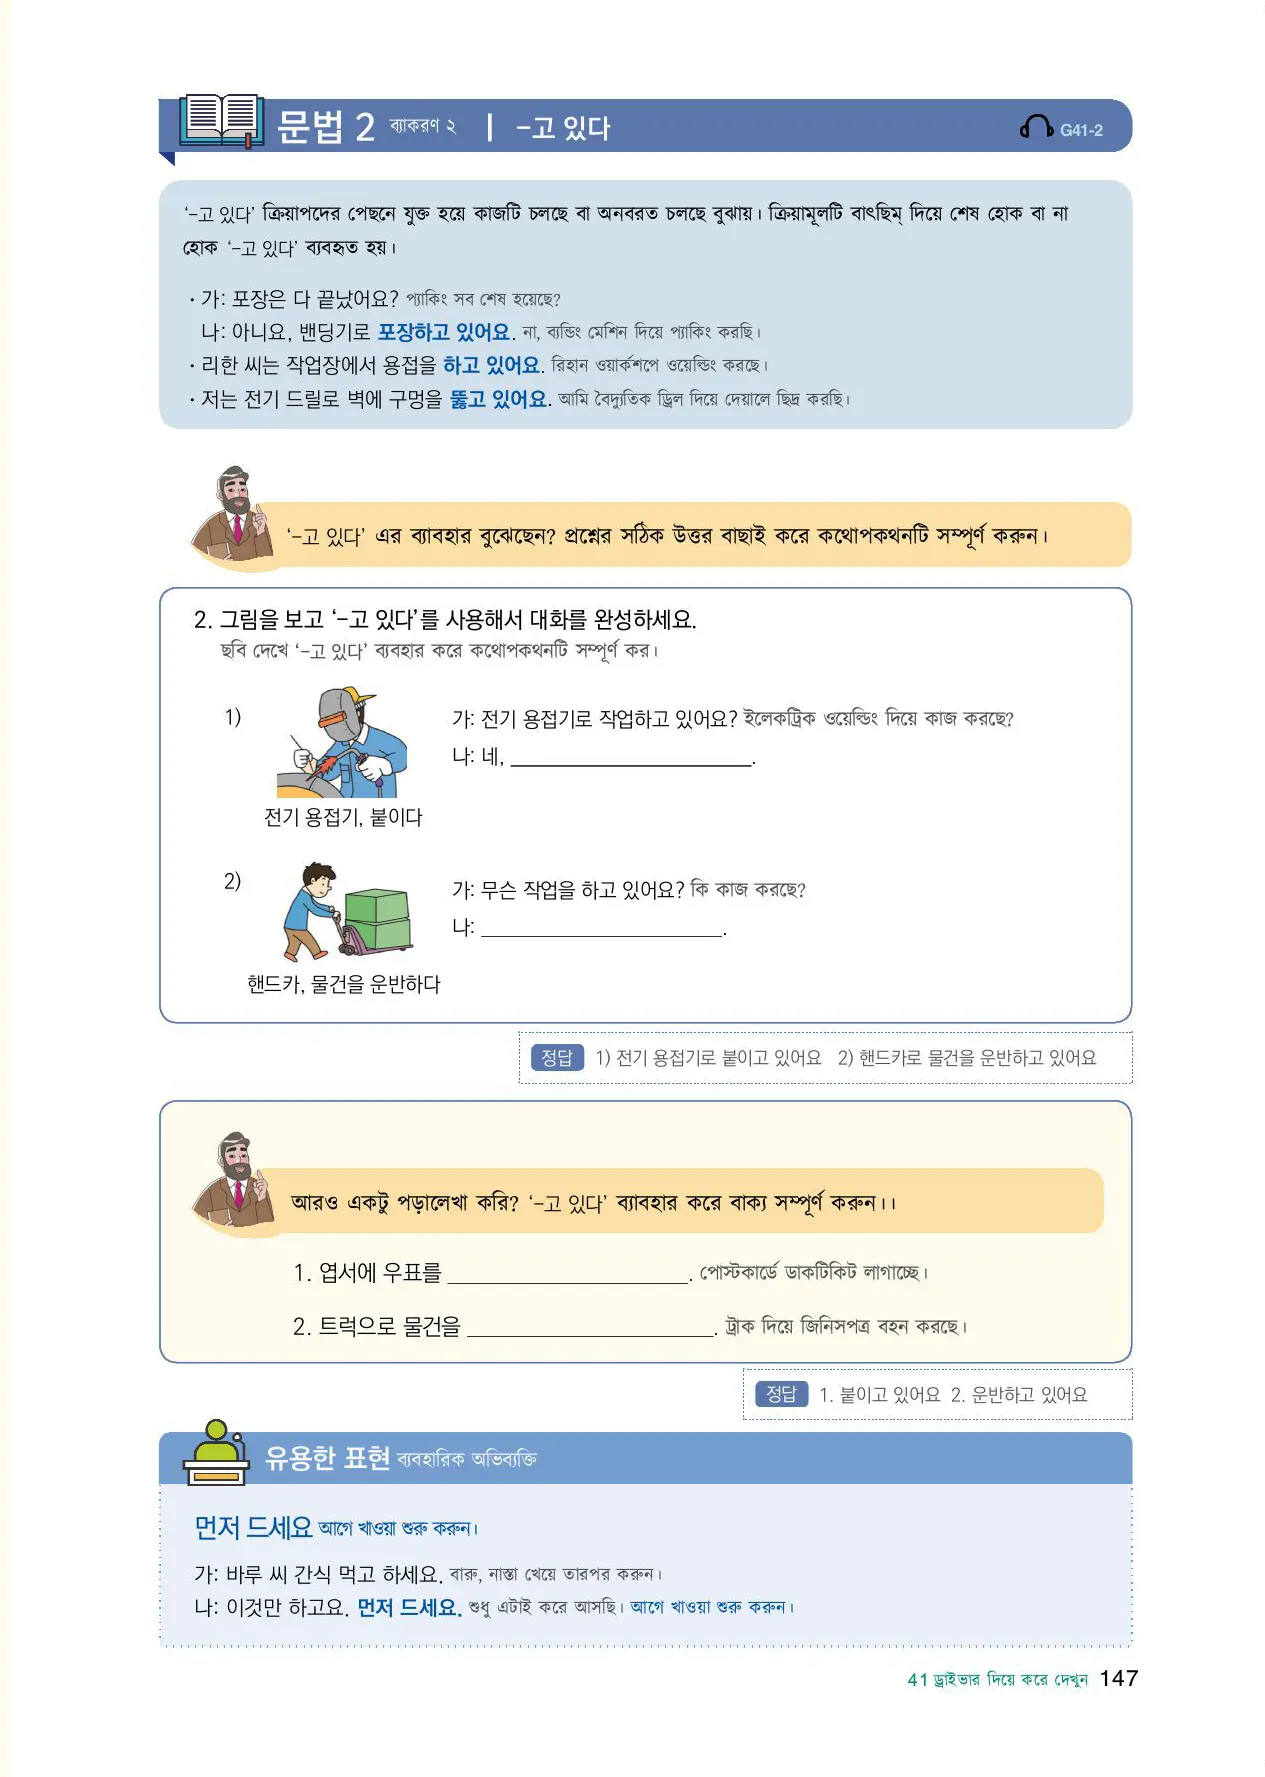 문법 2 ব্যাকরণ ২ | -고 있다 G41-2
‘-고 있다’ ক্রিয়াপদের পেছনে যুক্ত হয়ে কাজটি চলছে বা অনবরত চলছে বুঝায়। ক্রিয়ামূলটি বাৎছিম্ দিয়ে শেষ হোক বা না
হোক ‘-고 있다’ ব্যবহৃত হয়।
· 가: 포장은 다 끝났어요? প্যাকিং সব শেষ হয়েছে?
나: 아니요, 밴딩기로 포장하고 있어요. না, ব্যন্ডিং মেশিন দিয়ে প্যাকিং করছি।
· 리한 씨는 작업장에서 용접을 하고 있어요. রিহান ওয়ার্কশপে ওয়েল্ডিং করছে।
· 저는 전기 드릴로 벽에 구멍을 뚫고 있어요. আমি বৈদ্যুতিক ড্রিল দিয়ে দেয়ালে ছিদ্র করছি।
‘-고 있다’ এর ব্যাবহার বুঝেছেন? প্রশ্নের সঠিক উত্তর বাছাই করে কথোপকথনটি সম্পূর্ণ করুন।
2. 그림을 보고 ‘-고 있다’를 사용해서 대화를 완성하세요.
ছবি দেখে ‘-고 있다’ ব্যবহার করে কথোপকথনটি সম্পূর্ণ কর।
1)
가: 전기 용접기로 작업하고 있어요? ইলেকট্রিক ওয়েল্ডিং দিয়ে কাজ করছে?
나: 네, ______________________.
전기 용접기, 붙이다
2)
가: 무슨 작업을 하고 있어요? কি কাজ করছে?
나: ______________________.
핸드카, 물건을 운반하다
정답 1) 전기 용접기로 붙이고 있어요 2) 핸드카로 물건을 운반하고 있어요
আরও একটু পড়ালেখা করি? ‘-고 있다’ ব্যাবহার করে বাক্য সম্পূর্ণ করুন।।
1. 엽서에 우표를 ______________________. পোস্টকার্ডে ডাকটিকিট লাগাচ্ছে।
2. 트럭으로 물건을 ______________________. ট্রাক দিয়ে জিনিসপত্র বহন করছে।
정답 1. 붙이고 있어요 2. 운반하고 있어요
유용한 표현 ব্যবহারিক অভিব্যক্তি
먼저 드세요 আগে খাওয়া শুরু করুন।
가: 바루 씨 간식 먹고 하세요. বারু, নাস্তা খেয়ে তারপর করুন।
나: 이것만 하고요. 먼저 드세요. শুধু এটাই করে আসছি। আগে খাওয়া শুরু করুন।
41 ড্রাইভার দিয়ে করে দেখুন 147